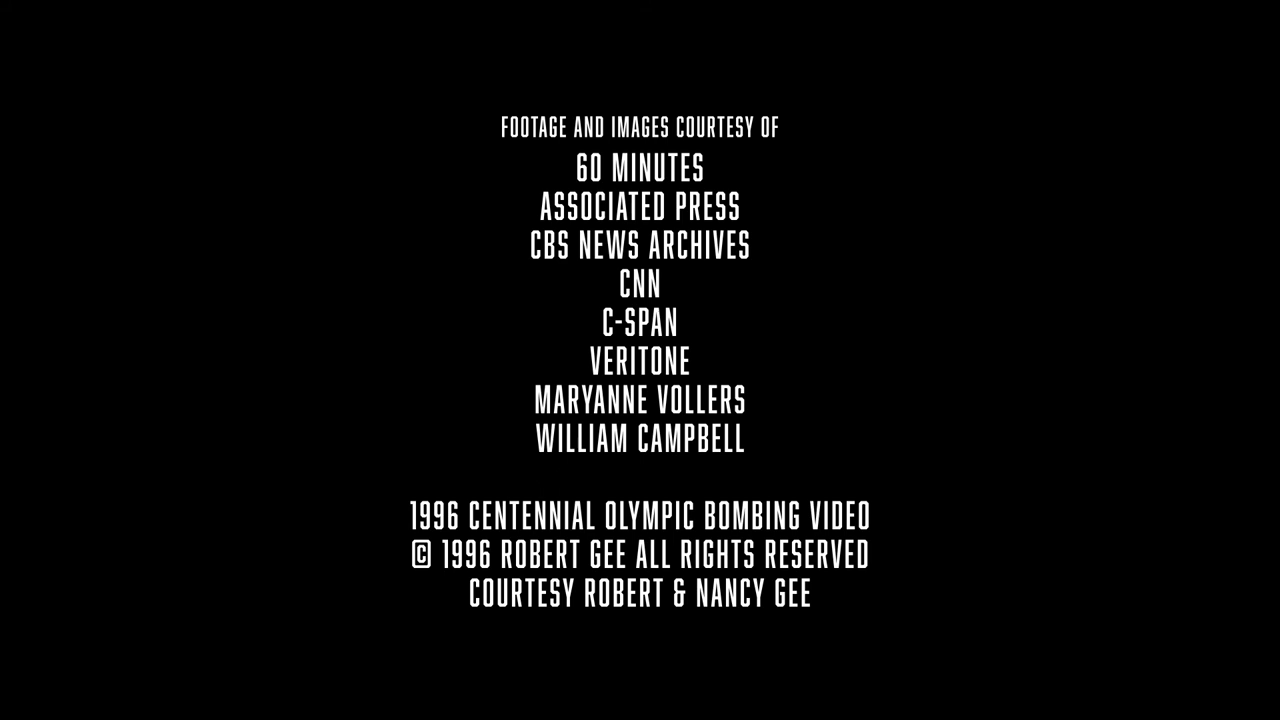 FOOTAGE AND IMAGES COURTESY OF
60 MINUTES
ASSOCIATED PRESS
CBS NEWS ARCHIVES
CNN
C-SPAN
VERITONE
MARYANNE VOLLERS
WILLIAM CAMPBELL
1996 CENTENNIAL OLYMPIC BOMBING VIDEO
© 1996 ROBERT GEE ALL RIGHTS RESERVED
COURTESY ROBERT & NANCY GEE